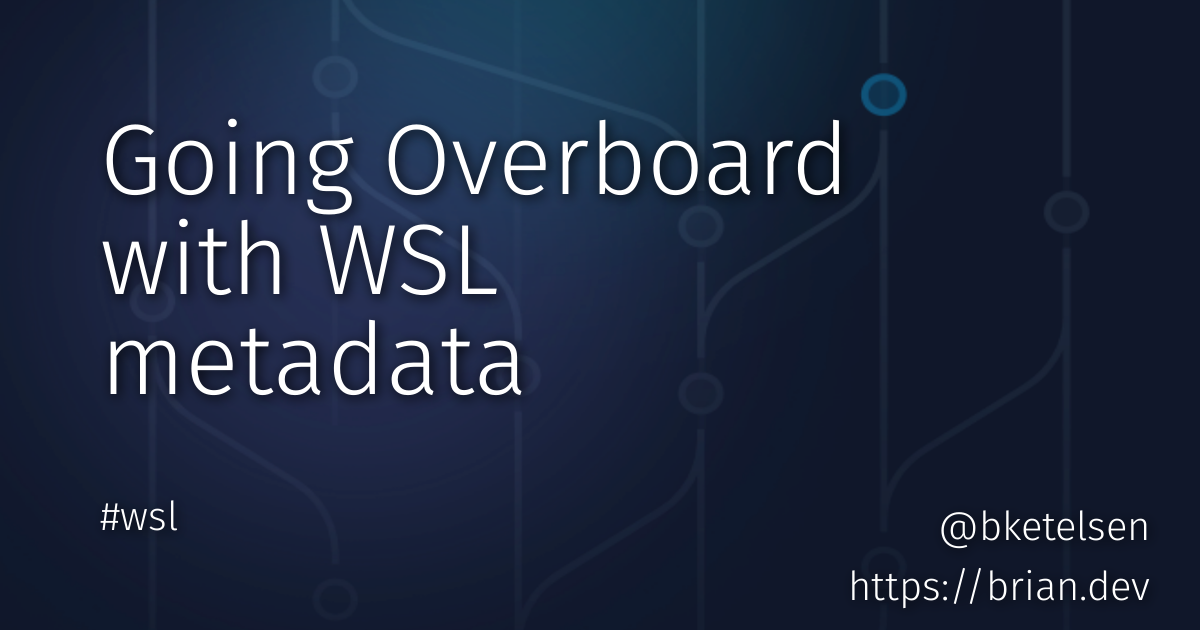 Going Overboard
with WSL
metadata
#wsl
@bketelsen
https://brian.dev